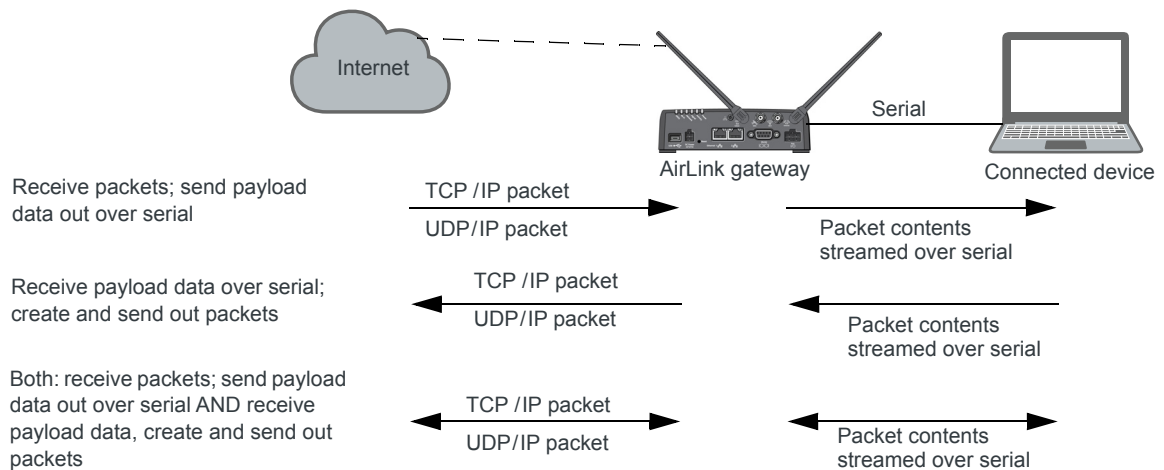 Internet
Serial
AirLink gateway
Connected device
Receive packets; send payload
data out over serial
TCP /IP packet
UDP/IP packet
Packet contents
streamed over serial
Receive payload data over serial;
create and send out packets
TCP /IP packet
UDP/IP packet
Packet contents
streamed over serial
Both: receive packets; send payload
data out over serial AND receive
payload data, create and send out
packets
TCP /IP packet
UDP/IP packet
Packet contents
streamed over serial